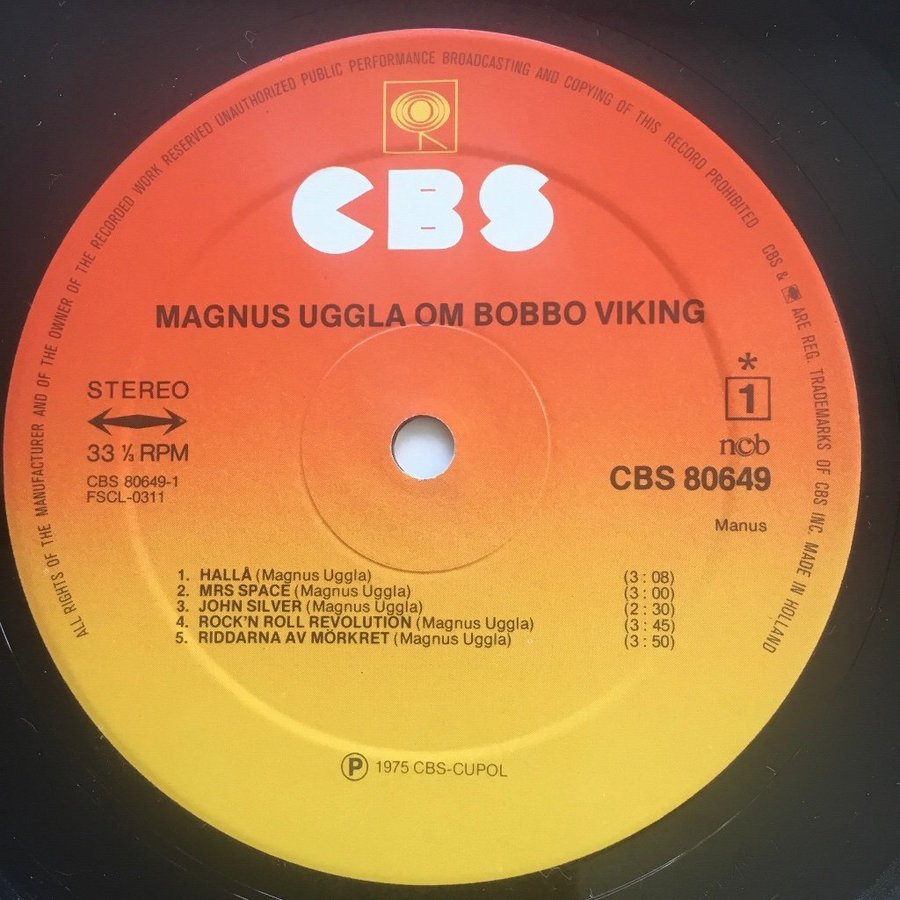 ALL RIGHTS OF THE MANUFACTURER AND OF THE OWNER OF THE RECORDED WORK RESERVED UNAUTHORIZED PUBLIC PERFORMANCE BROADCASTING AND COPYING OF THIS RECORD PROHIBITED
CBS & ARE REG. TRADEMARKS OF CBS INC. MADE IN HOLLAND
CBS
MAGNUS UGGLA OM BOBBO VIKING
STEREO
33 ⅓ RPM
CBS 80649-1
FSCL-0311
*
1
ncb
CBS 80649
Manus
1. HALLÅ (Magnus Uggla) (3 : 08)
2. MRS SPACE (Magnus Uggla) (3 : 00)
3. JOHN SILVER (Magnus Uggla) (2 : 30)
4. ROCK'N ROLL REVOLUTION (Magnus Uggla) (3 : 45)
5. RIDDARNA AV MÖRKRET (Magnus Uggla) (3 : 50)
Ⓟ 1975 CBS-CUPOL